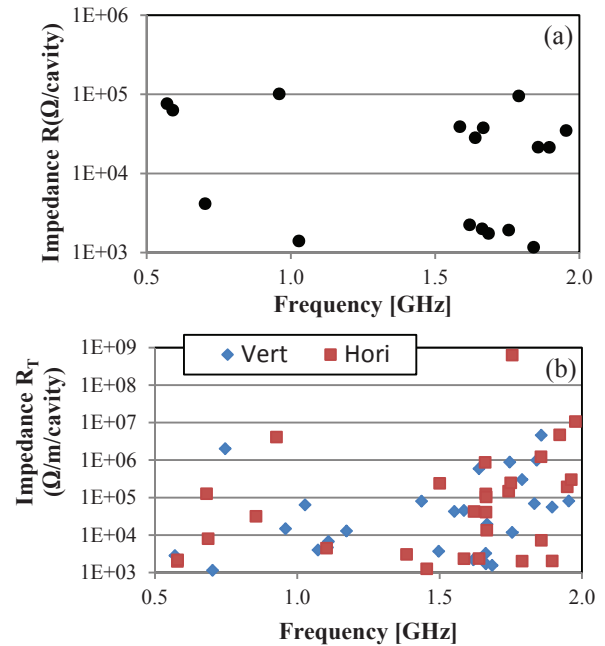 (a)
Impedance R(Ω/cavity)
1E+06
1E+05
1E+04
1E+03
0.5
1.0
1.5
2.0
Frequency [GHz]
Vert
Hori
(b)
Impedance R_T
(Ω/m/cavity)
1E+09
1E+08
1E+07
1E+06
1E+05
1E+04
1E+03
0.5
1.0
1.5
2.0
Frequency [GHz]